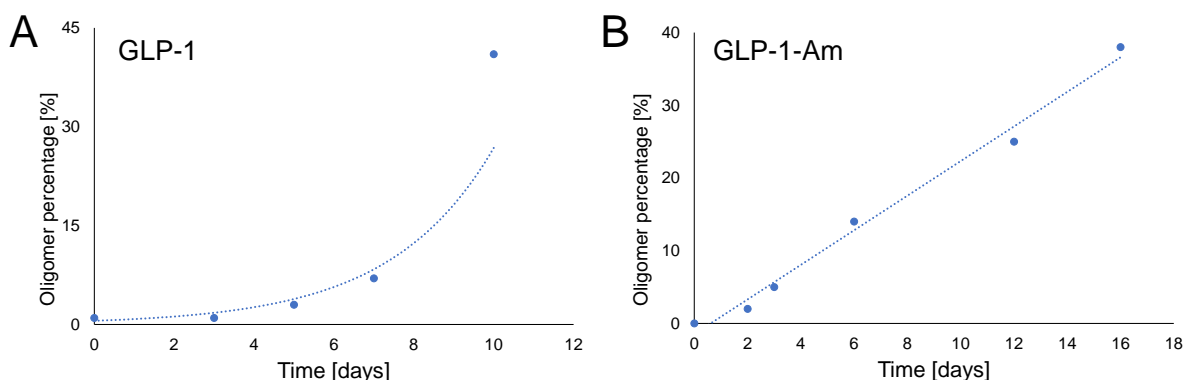 A
GLP-1
Oligomer percentage [%]
45
30
15
0
0 2 4 6 8 10 12
Time [days]
B
GLP-1-Am
Oligomer percentage [%]
40
30
20
10
0
0 2 4 6 8 10 12 14 16 18
Time [days]